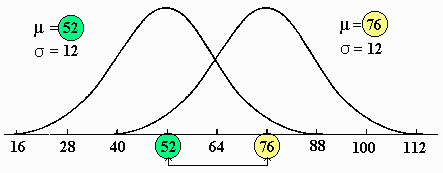 μ = 52
σ = 12
μ = 76
σ = 12
16 28 40 52 64 76 88 100 112